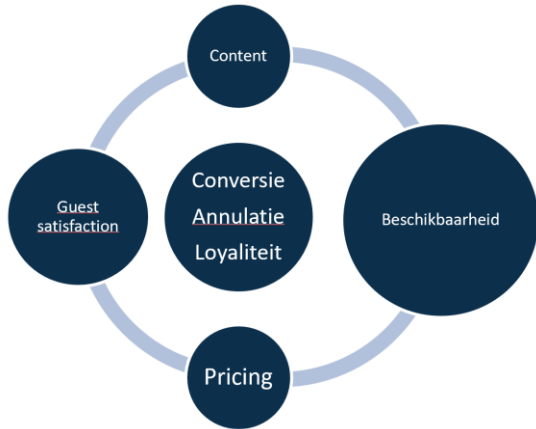 Content
Guest
satisfaction
Conversie
Annulatie
Loyaliteit
Beschikbaarheid
Pricing